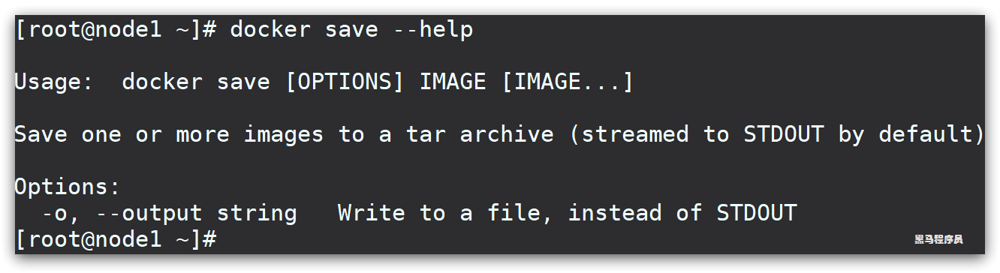 [root@node1 ~]# docker save --help
Usage:  docker save [OPTIONS] IMAGE [IMAGE...]
Save one or more images to a tar archive (streamed to STDOUT by default)
Options:
  -o, --output string   Write to a file, instead of STDOUT
[root@node1 ~]#
黑马程序员